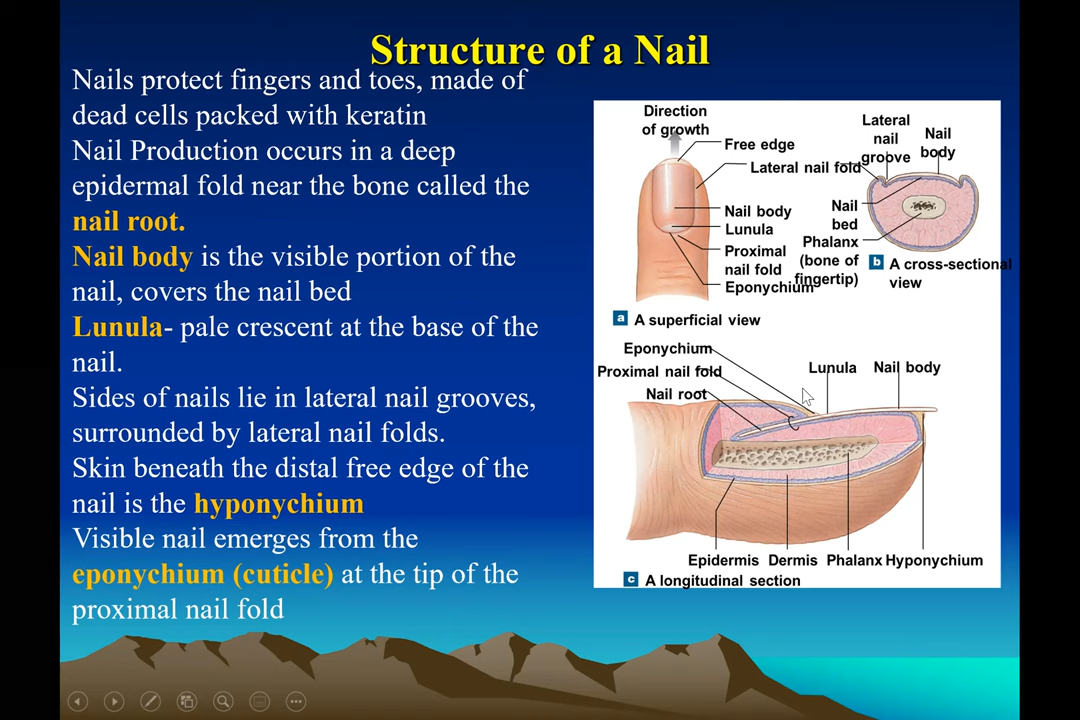 Structure of a Nail
Nails protect fingers and toes, made of
dead cells packed with keratin
Nail Production occurs in a deep
epidermal fold near the bone called the
nail root.
Nail body is the visible portion of the
nail, covers the nail bed
Lunula- pale crescent at the base of the
nail.
Sides of nails lie in lateral nail grooves,
surrounded by lateral nail folds.
Skin beneath the distal free edge of the
nail is the hyponychium
Visible nail emerges from the
eponychium (cuticle) at the tip of the
proximal nail fold
Direction
of growth
Free edge
Lateral nail fold
Nail body
Lunula
Proximal
nail fold
Eponychium
a A superficial view
Lateral
nail
groove
Nail
body
Nail
bed
Phalanx
(bone of
fingertip)
b A cross-sectional
view
Eponychium
Proximal nail fold
Nail root
Lunula
Nail body
Epidermis
Dermis
Phalanx
Hyponychium
c A longitudinal section